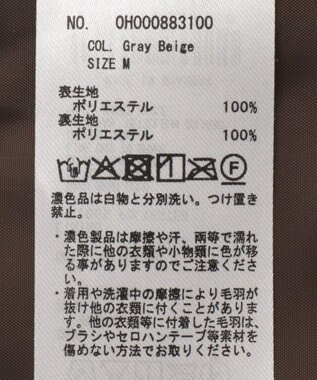 NO. 0H000883100
COL. Gray Beige
SIZE M
表生地
ポリエステル 100%
裏生地
ポリエステル 100%
F
濃色品は白物と分別洗い。つけ置き
禁止。
・濃色製品は摩擦や汗、雨等で濡れ
た際に他の衣類や小物類に色が移
る事がありますのでご注意くださ
い。
・着用や洗濯中の摩擦により毛羽が
抜け他の衣類に付くことがありま
す。他の衣類等に付着した毛羽は、
ブラシやセロハンテープ等素材を
傷めない方法でお取りください。